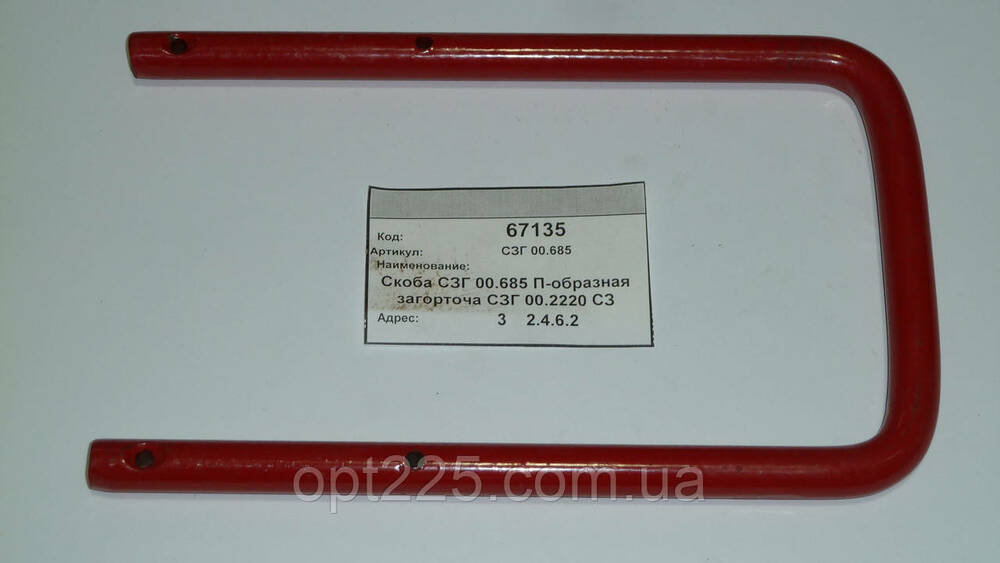 Код: 67135
Артикул: СЗГ 00.685
Наименование:
Скоба СЗГ 00.685 П-образная
загорточа СЗГ 00.2220 СЗ
Адрес: 3 2.4.6.2
opt225.com.ua